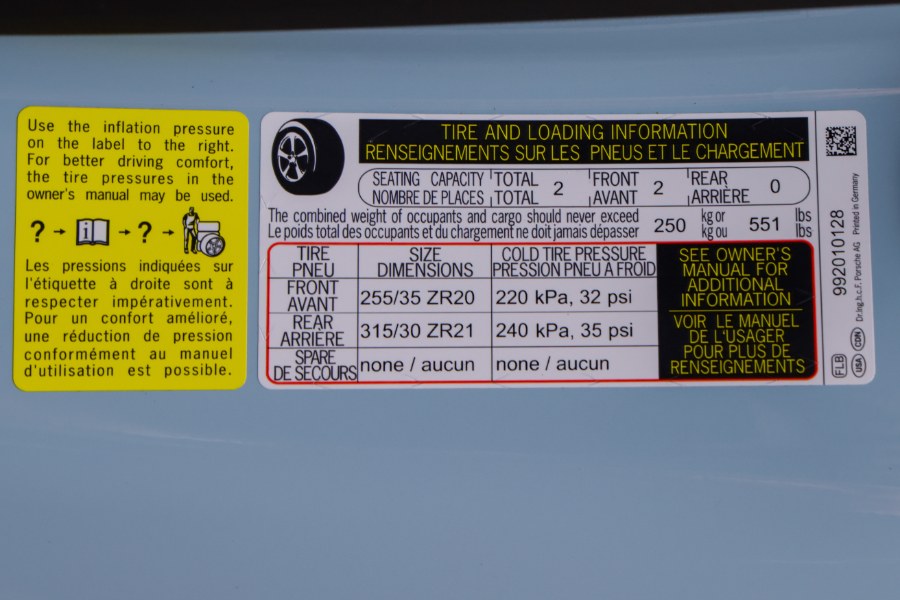 Use the inflation pressure
on the label to the right.
For better driving comfort,
the tire pressures in the
owner's manual may be used.
? → i → ?→
Les pressions indiquées sur
l'étiquette à droite sont à
respecter impérativement.
Pour un confort amélioré,
une réduction de pression
conformément au manuel
d'utilisation est possible.
TIRE AND LOADING INFORMATION
RENSEIGNEMENTS SUR LES PNEUS ET LE CHARGEMENT
SEATING CAPACITY TOTAL 2 FRONT 2 REAR 0
NOMBRE DE PLACES TOTAL AVANT ARRIÈRE
The combined weight of occupants and cargo should never exceed 250 kg or 551 lbs
Le poids total des occupants et du chargement ne doit jamais dépasser kg ou lbs
TIRE SIZE COLD TIRE PRESSURE
PNEU DIMENSIONS PRESSION PNEU A FROID
FRONT
AVANT 255/35 ZR20 220 kPa, 32 psi
REAR
ARRIÈRE 315/30 ZR21 240 kPa, 35 psi
SPARE
DE SECOURS none / aucun none / aucun
SEE OWNER'S
MANUAL FOR
ADDITIONAL
INFORMATION
VOIR LE MANUEL
DE L'USAGER
POUR PLUS DE
RENSEIGNEMENTS
992010128
Dr.Ing.h.c.F. Porsche AG Printed in Germany
FLB USA CDN